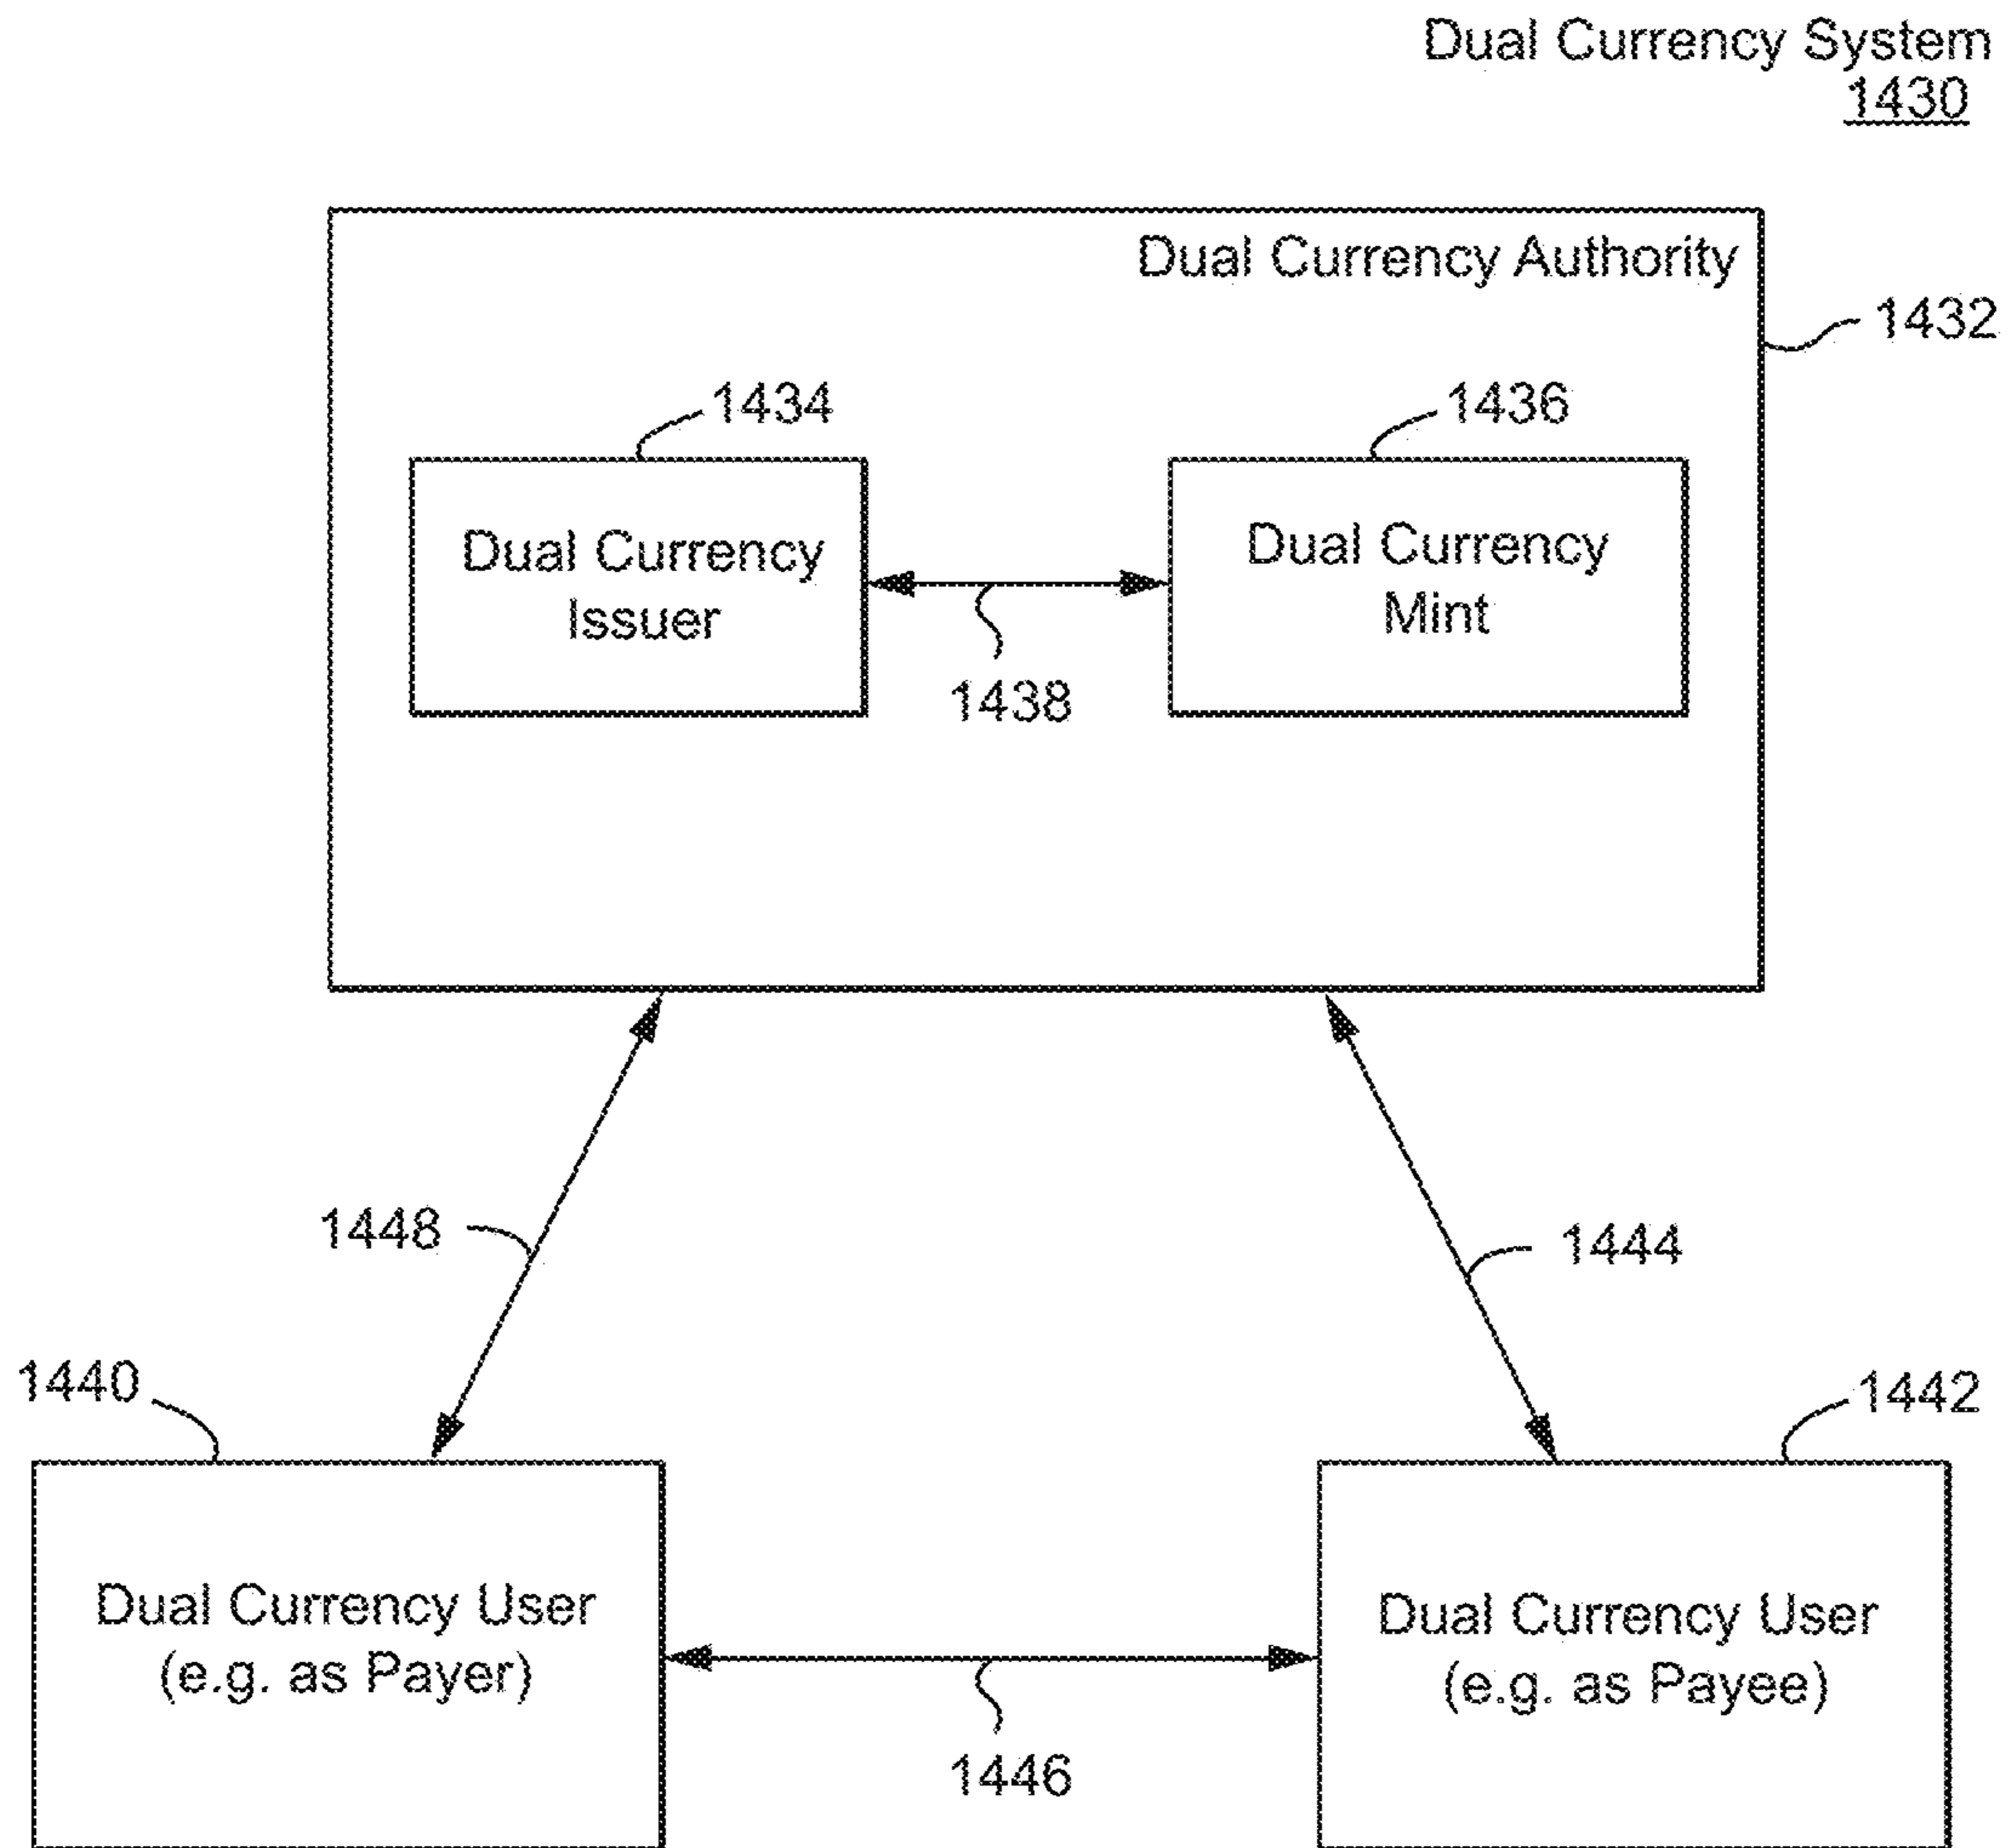 Dual Currency System
1430
Dual Currency Authority
1432
1434
1436
Dual Currency
Issuer
Dual Currency
Mint
1438
1448
1444
1440
1442
Dual Currency User
(e.g. as Payer)
Dual Currency User
(e.g. as Payee)
1446